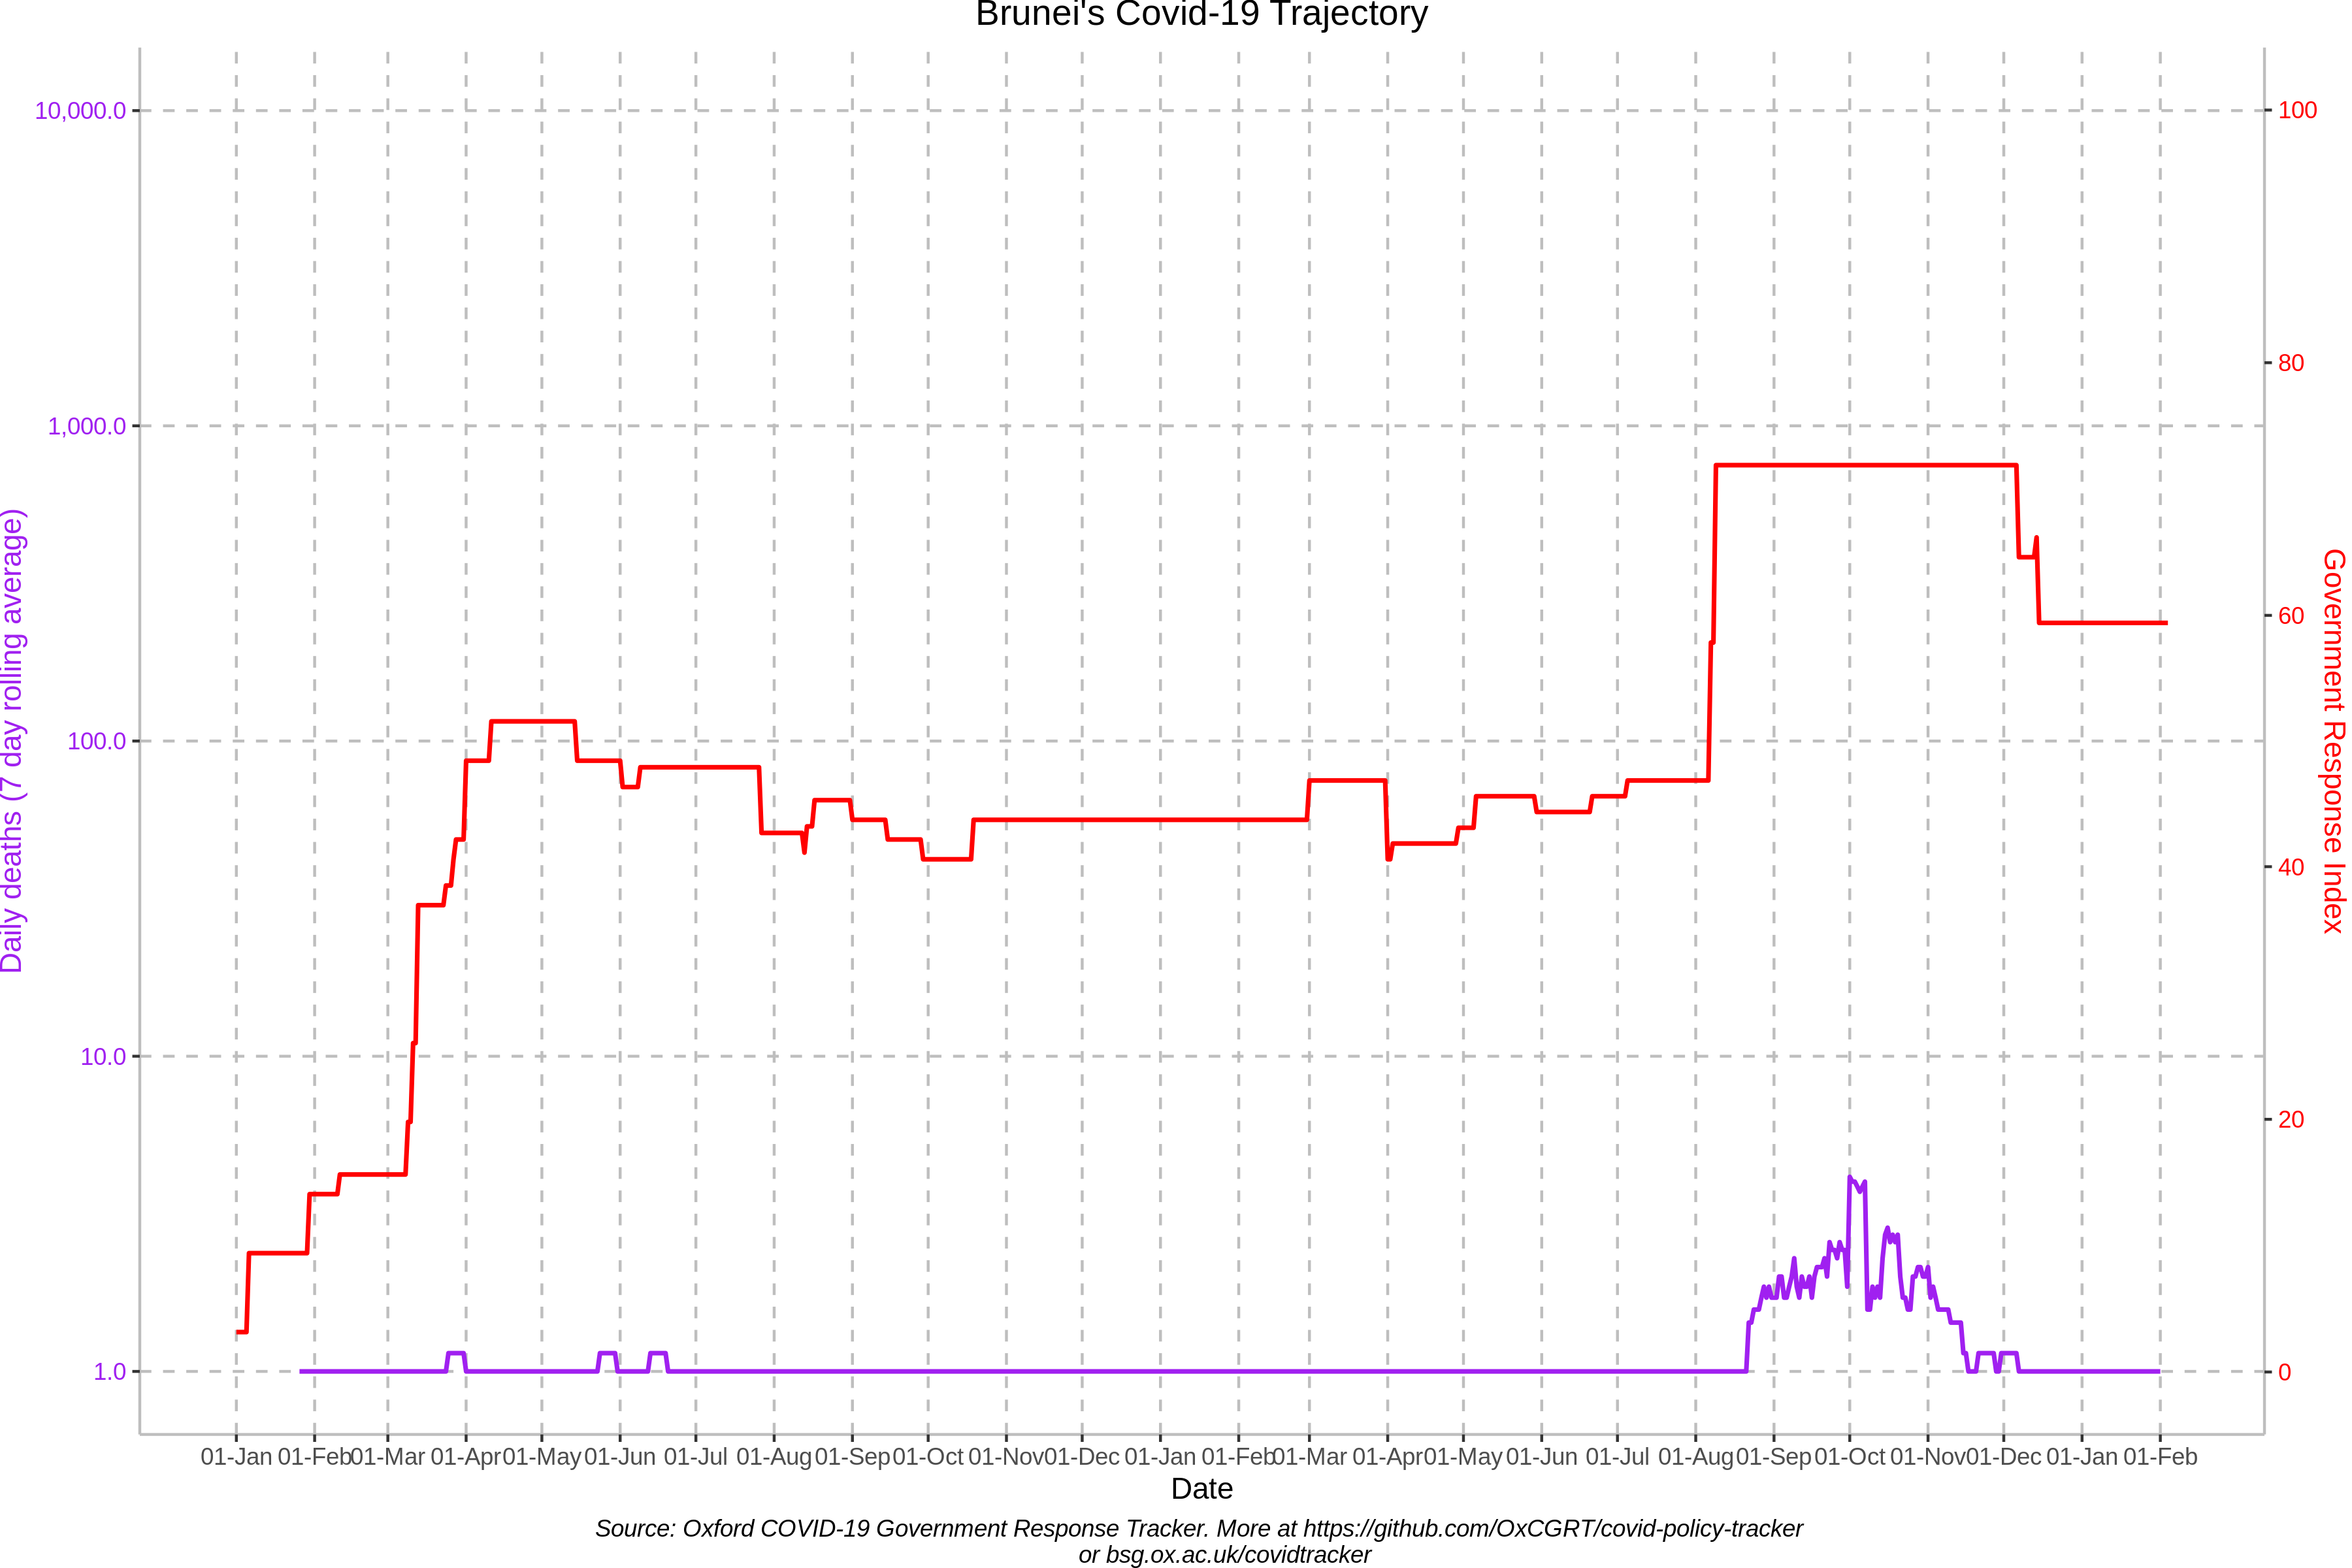 Brunei's Covid-19 Trajectory
10,000.0
1,000.0
100.0
10.0
1.0
Daily deaths (7 day rolling average)
100
80
60
40
20
0
Government Response Index
01-Jan 01-Feb 01-Mar 01-Apr 01-May 01-Jun 01-Jul 01-Aug 01-Sep 01-Oct 01-Nov 01-Dec 01-Jan 01-Feb 01-Mar 01-Apr 01-May 01-Jun 01-Jul 01-Aug 01-Sep 01-Oct 01-Nov 01-Dec 01-Jan 01-Feb
Date
Source: Oxford COVID-19 Government Response Tracker. More at https://github.com/OxCGRT/covid-policy-tracker
or bsg.ox.ac.uk/covidtracker